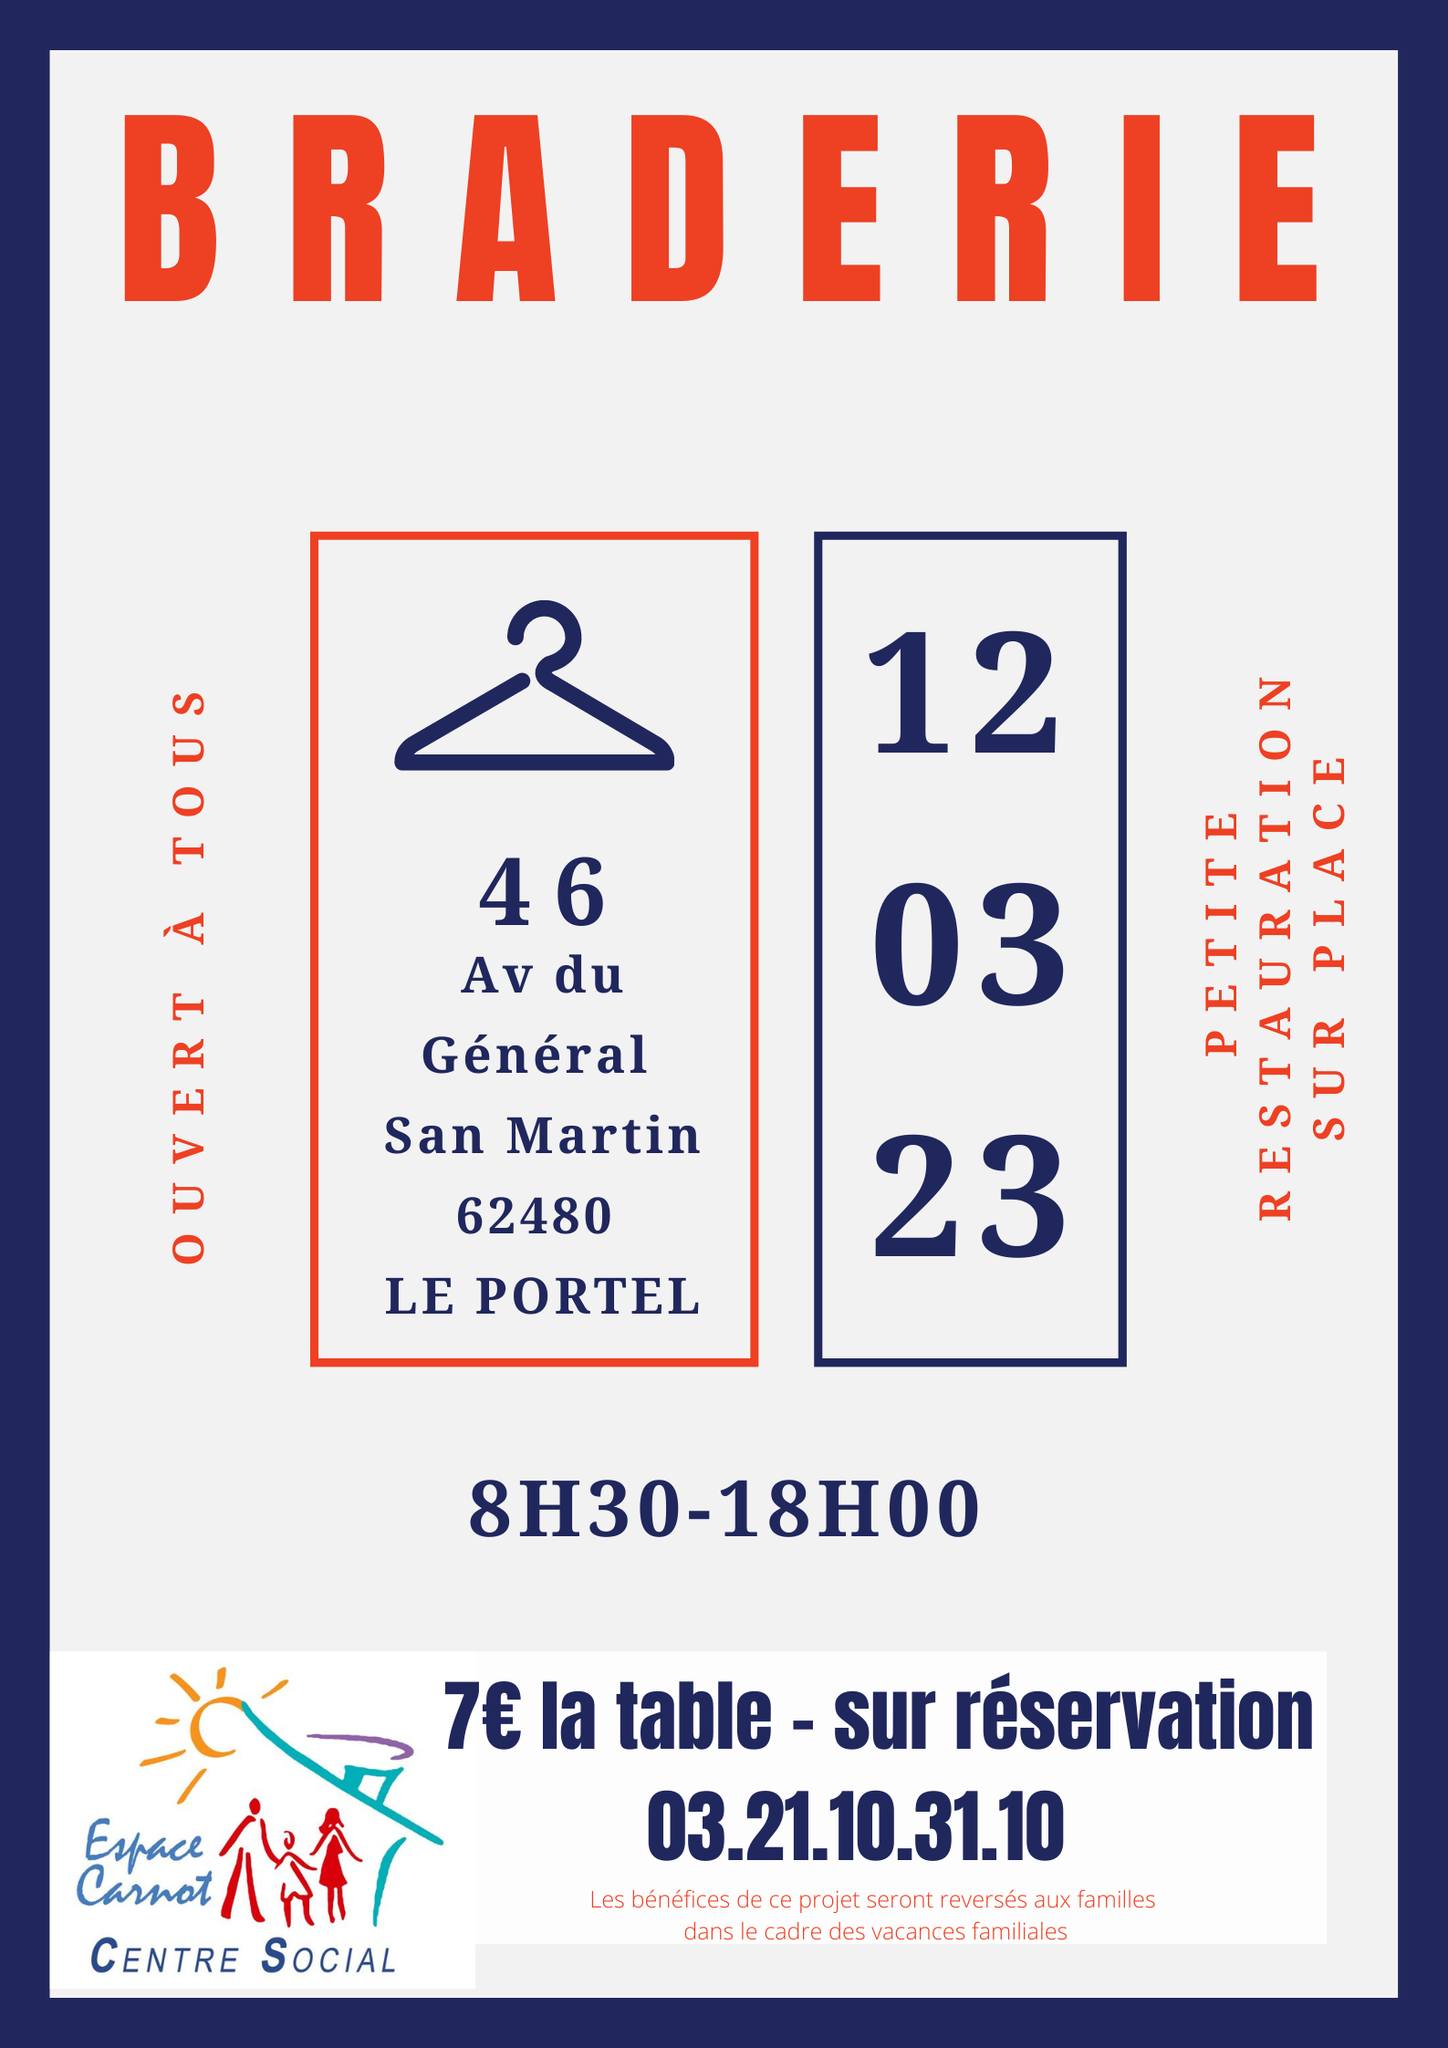 BRADERIE
OUVERT À TOUS
46
Av du
Général
San Martin
62480
LE PORTEL
12
03
23
PETITE
RESTAURATION
SUR PLACE
8H30-18H00
Espace
Carnot
CENTRE SOCIAL
7€ la table - sur réservation
03.21.10.31.10
Les bénéfices de ce projet seront reversés aux familles
dans le cadre des vacances familiales